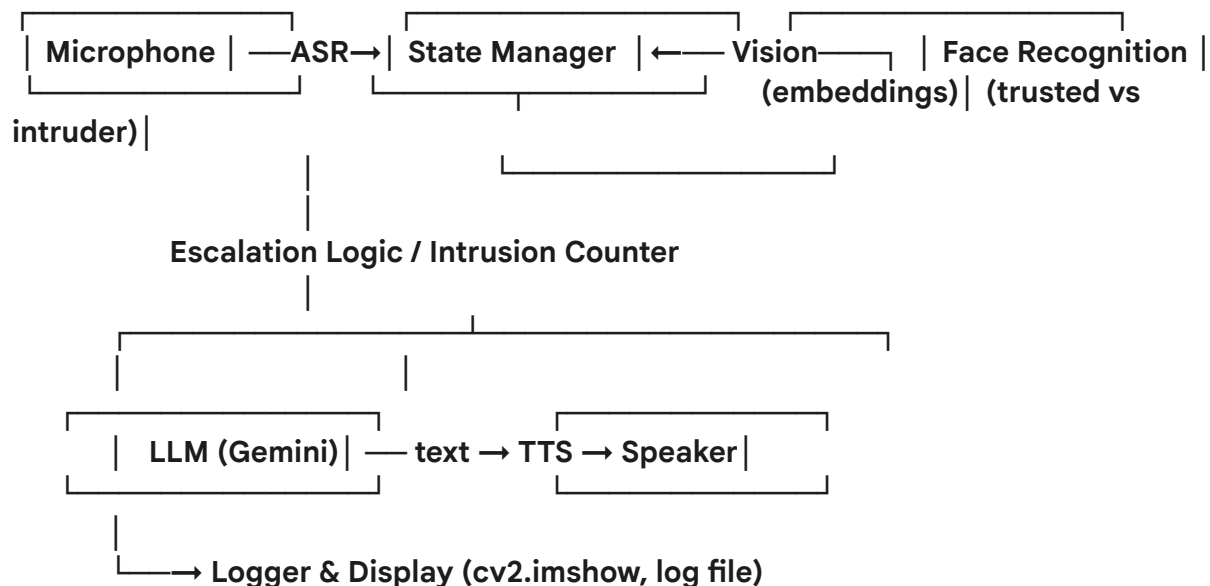 Microphone ASR→ State Manager ← Vision Face Recognition
(embeddings) (trusted vs
intruder)
Escalation Logic / Intrusion Counter
LLM (Gemini) text → TTS → Speaker
→ Logger & Display (cv2.imshow, log file)